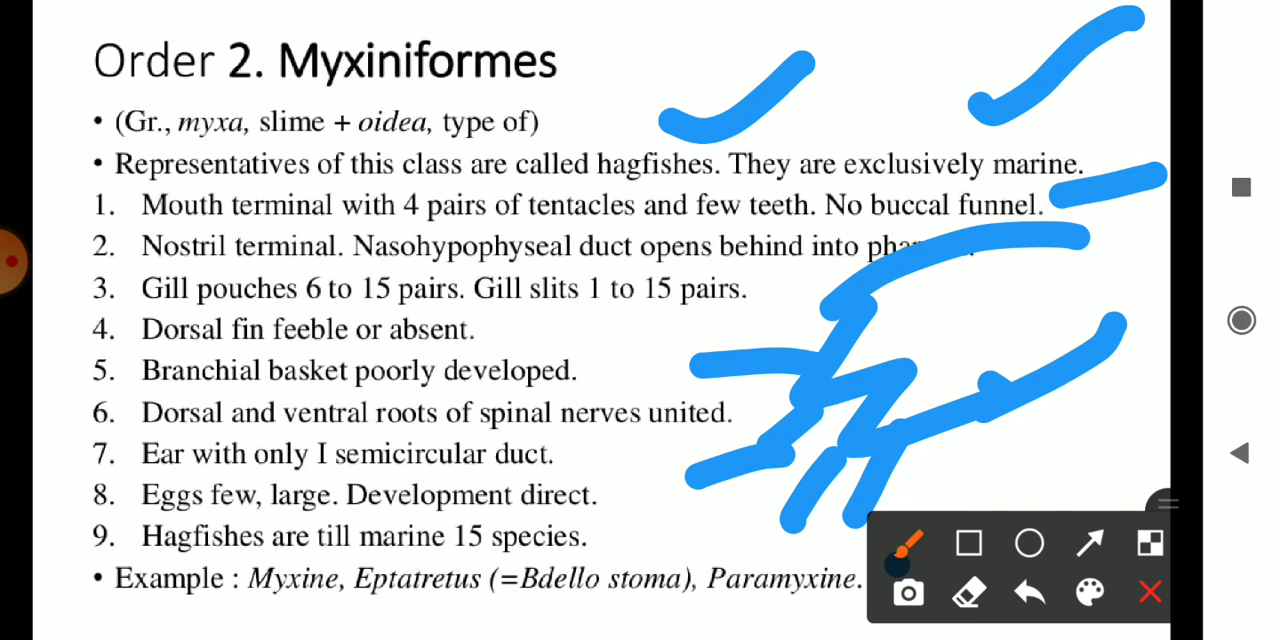 Order 2. Myxiniformes
• (Gr., myxa, slime + oidea, type of)
• Representatives of this class are called hagfishes. They are exclusively marine.
1. Mouth terminal with 4 pairs of tentacles and few teeth. No buccal funnel.
2. Nostril terminal. Nasohypophyseal duct opens behind into
3. Gill pouches 6 to 15 pairs. Gill slits 1 to 15 pairs.
4. Dorsal fin feeble or absent.
5. Branchial basket poorly developed.
6. Dorsal and ventral roots of spinal nerves united.
7. Ear with only I semicircular duct.
8. Eggs few, large. Development direct.
9. Hagfishes are till marine 15 species.
• Example : Myxine, Eptatretus (=Bdello stoma), Paramyxine.